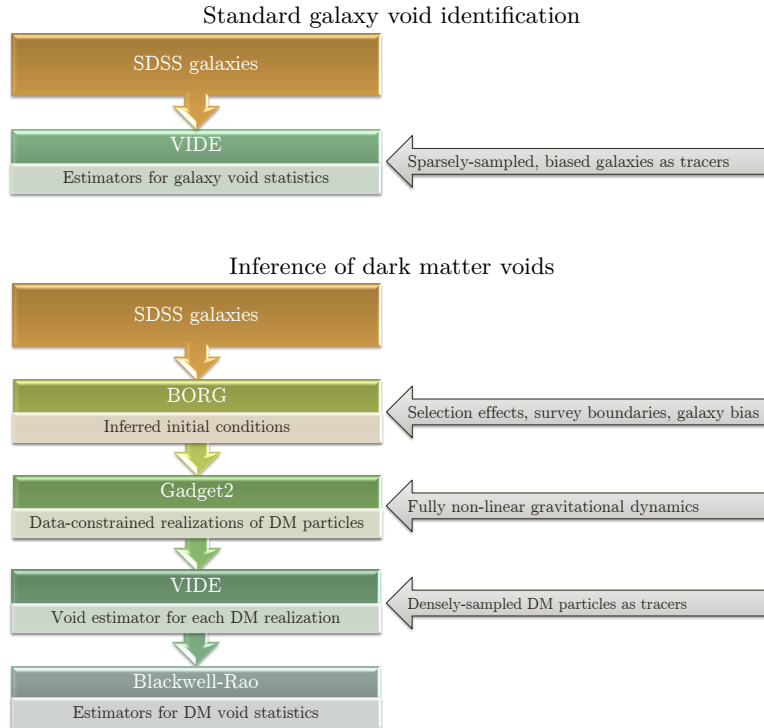 Standard galaxy void identification
SDSS galaxies
VIDE
Estimators for galaxy void statistics
Sparsely-sampled, biased galaxies as tracers
Inference of dark matter voids
SDSS galaxies
BORG
Inferred initial conditions
Selection effects, survey boundaries, galaxy bias
Gadget2
Data-constrained realizations of DM particles
Fully non-linear gravitational dynamics
VIDE
Void estimator for each DM realization
Densely-sampled DM particles as tracers
Blackwell-Rao
Estimators for DM void statistics